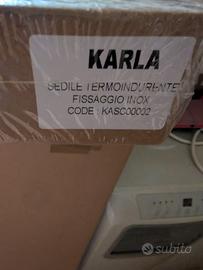 KARLA
SEDILE TERMOINDURENTE
FISSAGGIO INOX
CODE : KASC00002
subito